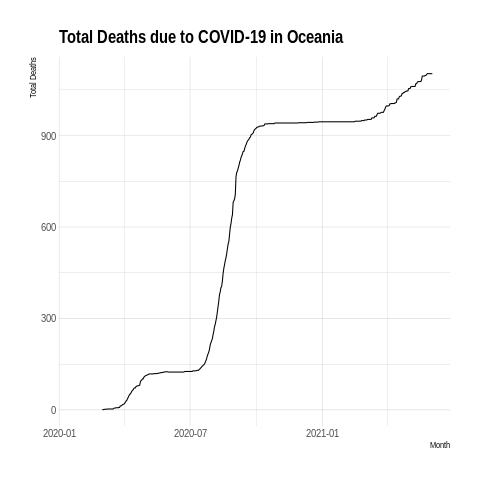 Total Deaths due to COVID-19 in Oceania
Total Deaths
900
600
300
0
2020-01 2020-07 2021-01
Month